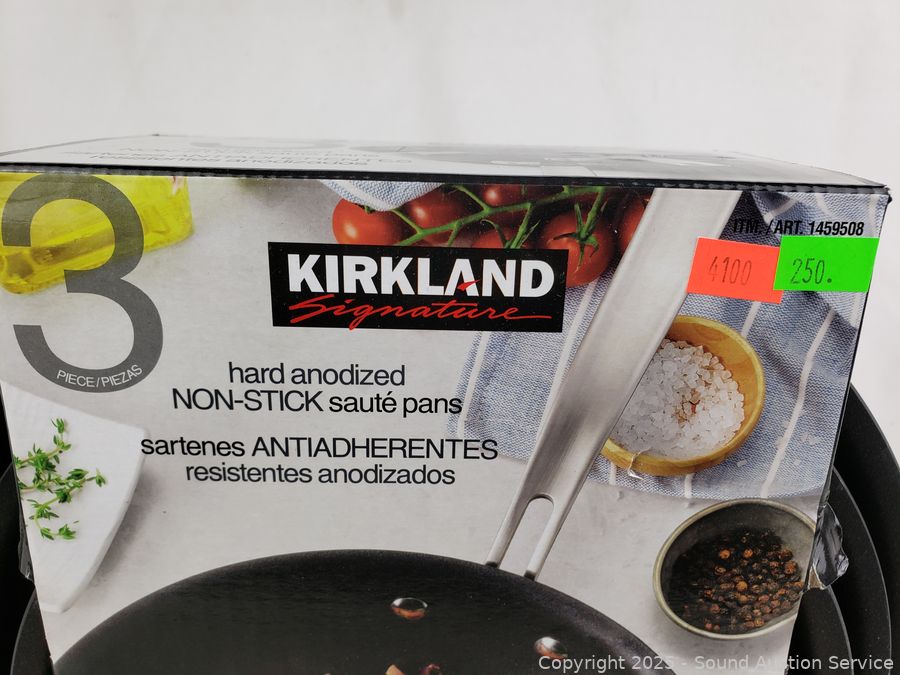 3
PIECE/PIEZAS
ITM. / ART. 1459508
4100
250.
KIRKLAND
Signature
hard anodized
NON-STICK sauté pans
sartenes ANTIADHERENTES
resistentes anodizados
Copyright 2025 - Sound Auction Service